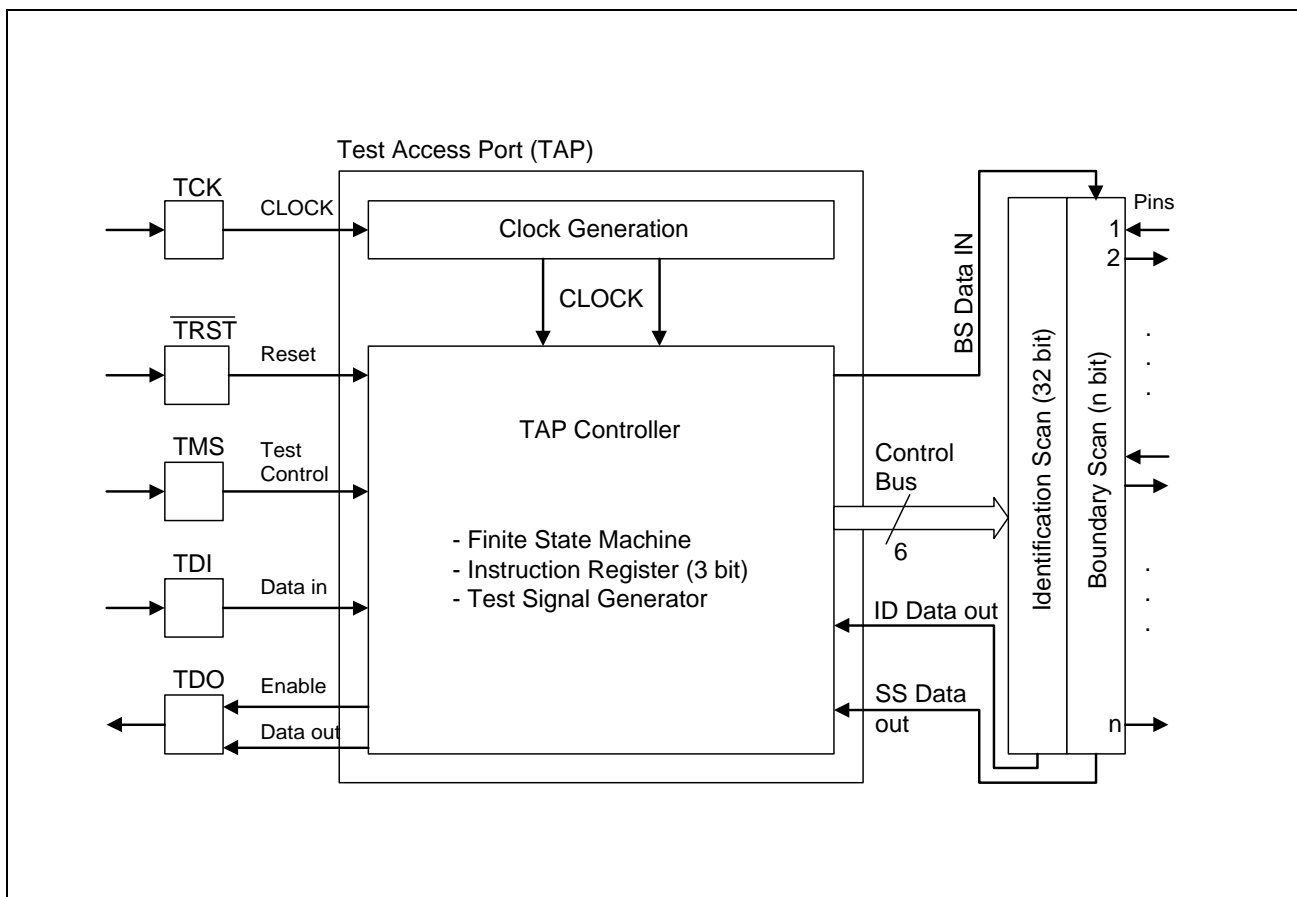 Test Access Port (TAP)
TCK
CLOCK
Clock Generation
CLOCK
TRST
Reset
TAP Controller
TMS
Test
Control
- Finite State Machine
- Instruction Register (3 bit)
- Test Signal Generator
TDI
Data in
TDO
Enable
Data out
BS Data IN
Control
Bus
6
ID Data out
SS Data
out
Identification Scan (32 bit)
Boundary Scan (n bit)
Pins
1
2
.
.
.
.
.
.
n